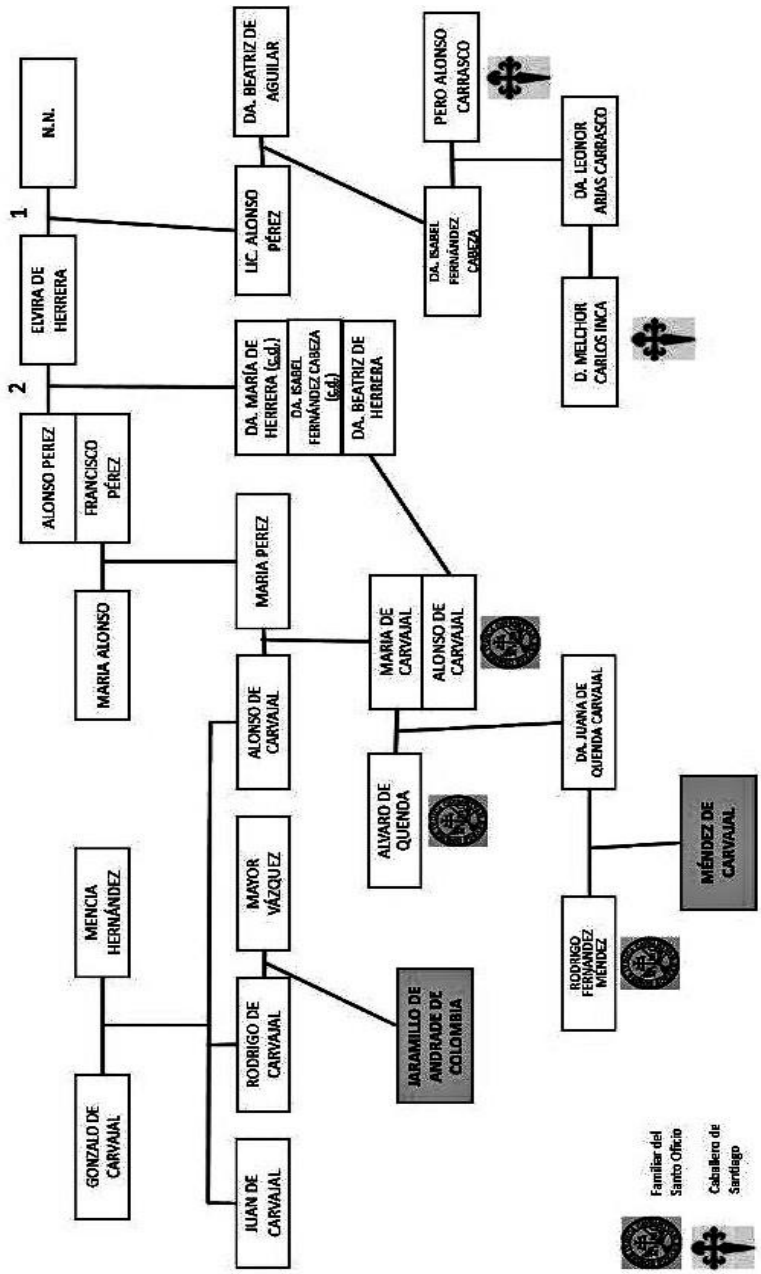 GONZALO DE
CARVAJAL
MENCIA
HERNÁNDEZ
MARIA ALONSO
ALONSO PEREZ
FRANCISCO
PÉREZ
2
ELVIRA DE
HERRERA
1
N.N.
JUAN DE
CARVAJAL
RODRIGO DE
CARVAJAL
MAYOR
VÁZQUEZ
ALONSO DE
CARVAJAL
MARIA PEREZ
DA. MARÍA DE
HERRERA (c.d.)
DA. ISABEL
FERNÁNDEZ CABEZA
(c.d.)
DA. BEATRIZ DE
HERRERA
LIC. ALONSO
PÉREZ
DA. BEATRIZ DE
AGUILAR
JARAMILLO DE
ANDRADE DE
COLOMBIA
ALVARO DE
QUENDA
MARIA DE
CARVAJAL
ALONSO DE
CARVAJAL
DA. ISABEL
FERNÁNDEZ
CABEZA
PERO ALONSO
CARRASCO
RODRIGO
FERNANDEZ
MÉNDEZ
DA. JUANA DE
QUENDA CARVAJAL
D. MELCHOR
CARLOS INCA
DA. LEONOR
ARIAS CARRASCO
MÉNDEZ DE
CARVAJAL
Familiar del
Santo Oficio
Caballero de
Santiago